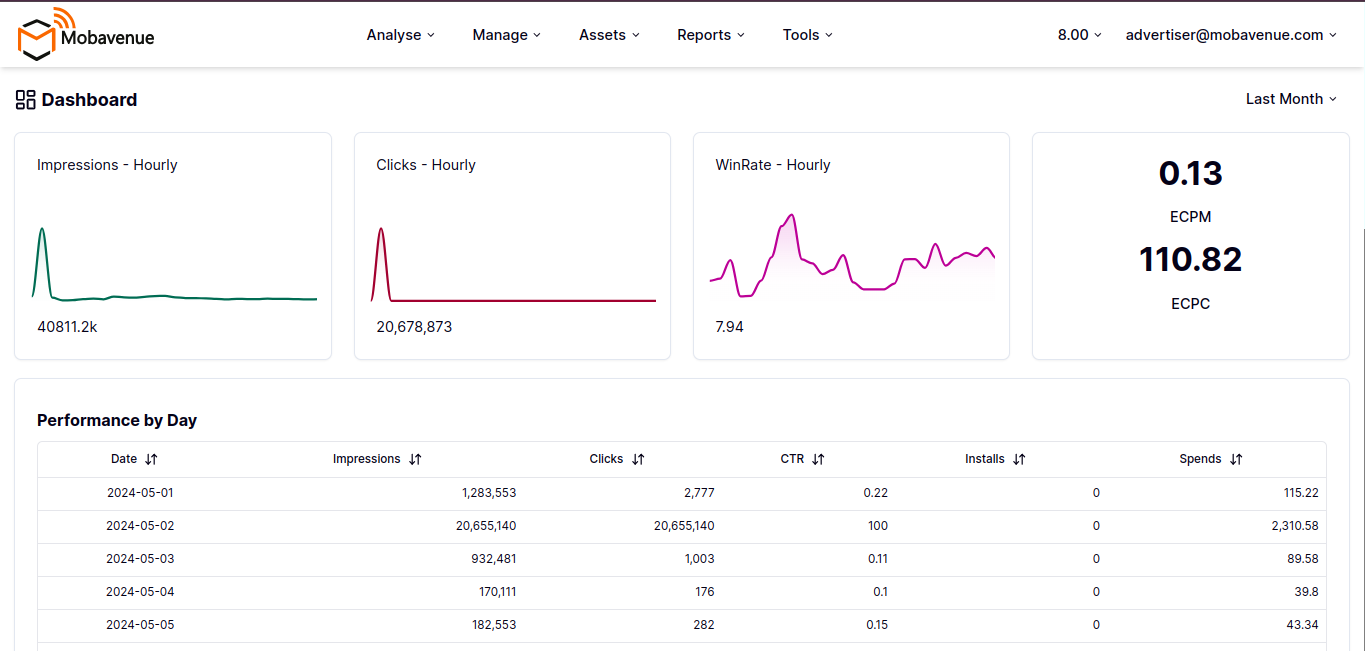 Mobavenue
Analyse Manage Assets Reports Tools 8.00 advertiser@mobavenue.com
Dashboard Last Month
Impressions - Hourly
40811.2k
Clicks - Hourly
20,678,873
WinRate - Hourly
7.94
0.13
ECPM
110.82
ECPC
Performance by Day
Date Impressions Clicks CTR Installs Spends
2024-05-01 1,283,553 2,777 0.22 0 115.22
2024-05-02 20,655,140 20,655,140 100 0 2,310.58
2024-05-03 932,481 1,003 0.11 0 89.58
2024-05-04 170,111 176 0.1 0 39.8
2024-05-05 182,553 282 0.15 0 43.34